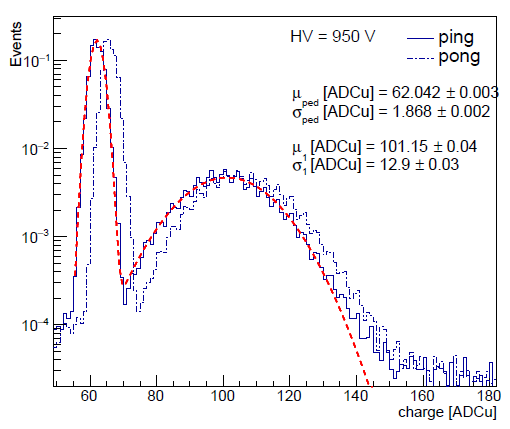 Events
HV = 950 V
ping
pong
μped [ADCu] = 62.042 ± 0.003
σped [ADCu] = 1.868 ± 0.002
μ1 [ADCu] = 101.15 ± 0.04
σ1 [ADCu] = 12.9 ± 0.03
10⁻¹
10⁻²
10⁻³
10⁻⁴
60 80 100 120 140 160 180
charge [ADCu]